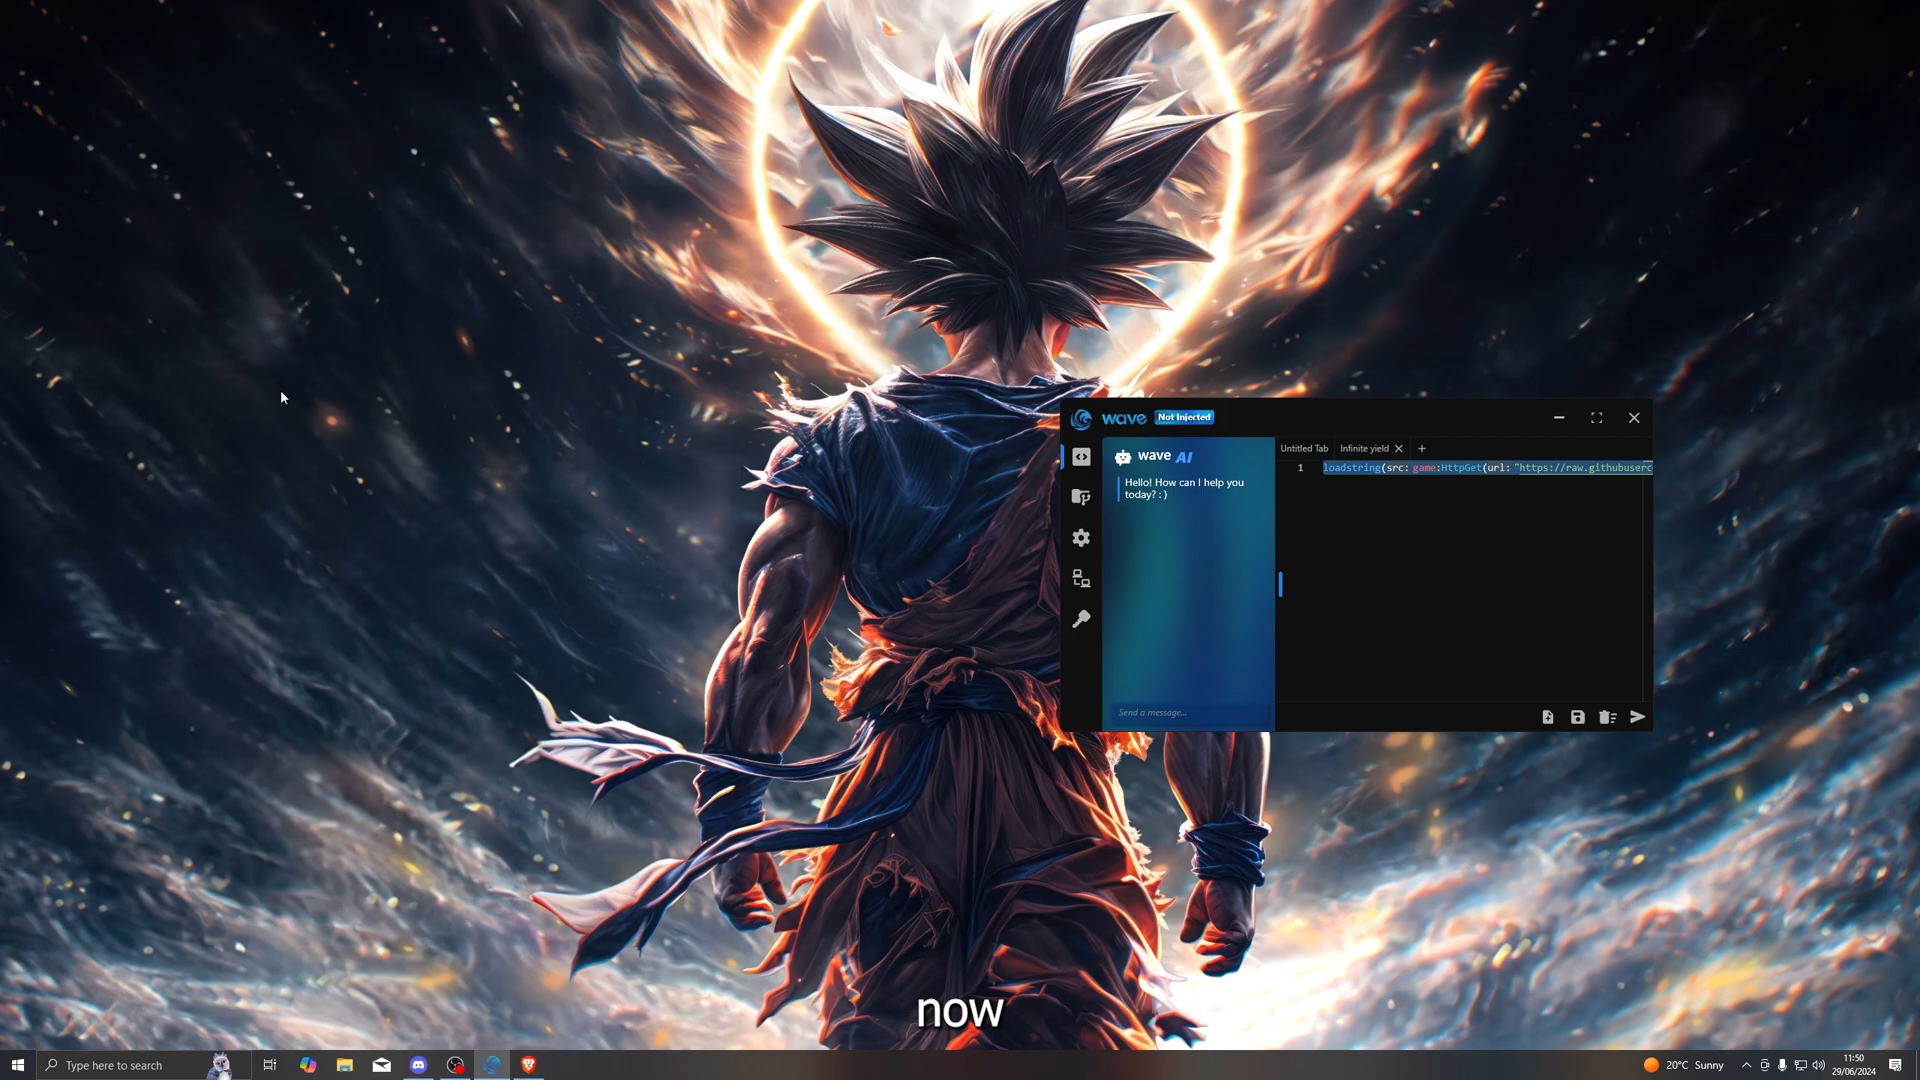 wave Not Injected
wave AI
Hello! How can I help you
today? :)
Send a message...
Untitled Tab Infinite yield
1 loadstring(src: game:HttpGet(url: "https://raw.githubuserc
now
Type here to search
20°C Sunny
11:50
29/06/2024